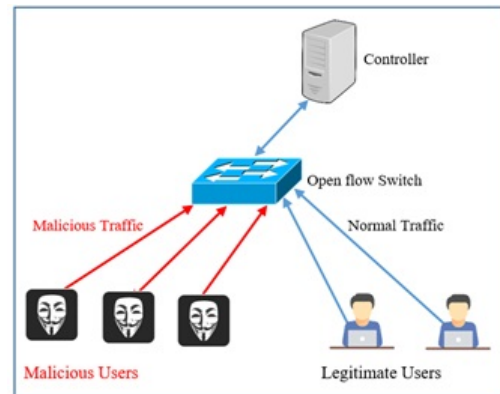 Controller
Open flow Switch
Malicious Traffic
Normal Traffic
Malicious Users
Legitimate Users